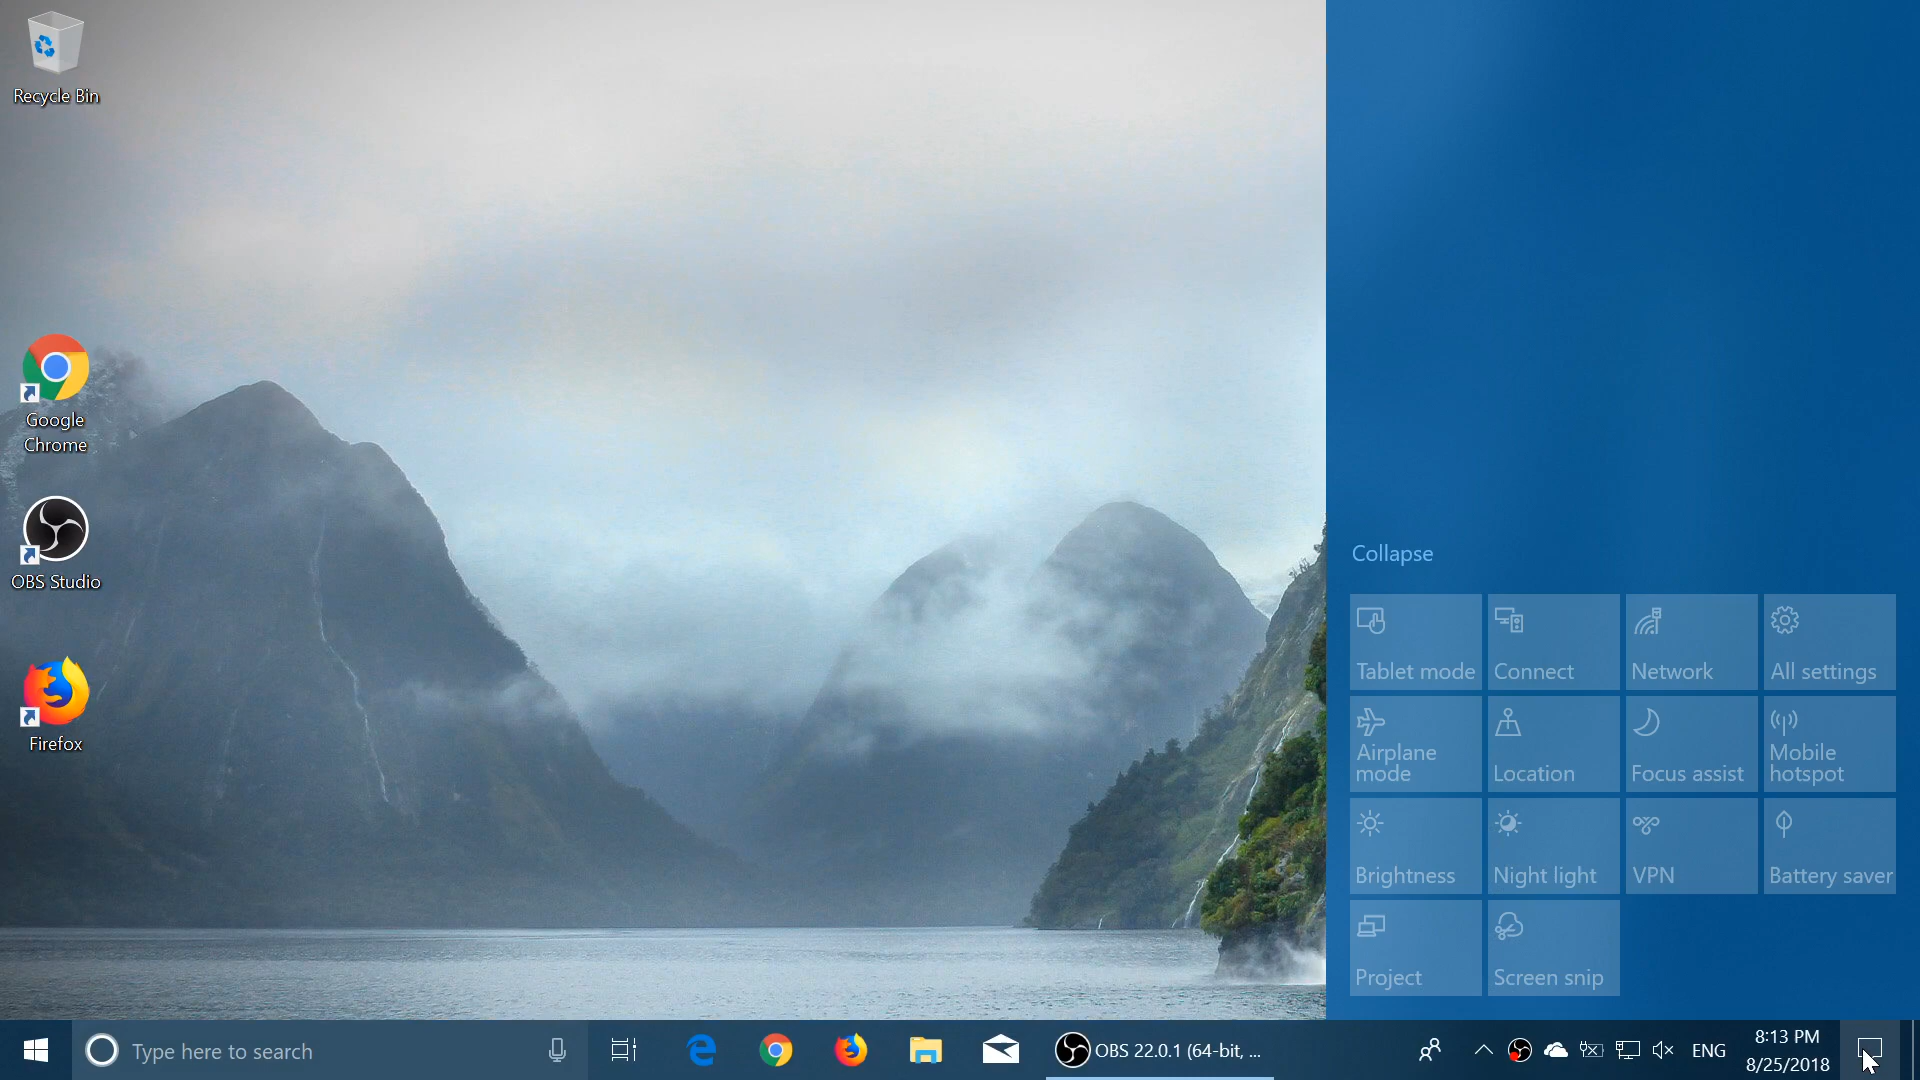 Recycle Bin
Google
Chrome
OBS Studio
Firefox
Collapse
Tablet mode
Connect
Network
All settings
Airplane
mode
Location
Focus assist
Mobile
hotspot
Brightness
Night light
VPN
Battery saver
Project
Screen snip
Type here to search
OBS 22.0.1 (64-bit, ...
ENG
8:13 PM
8/25/2018